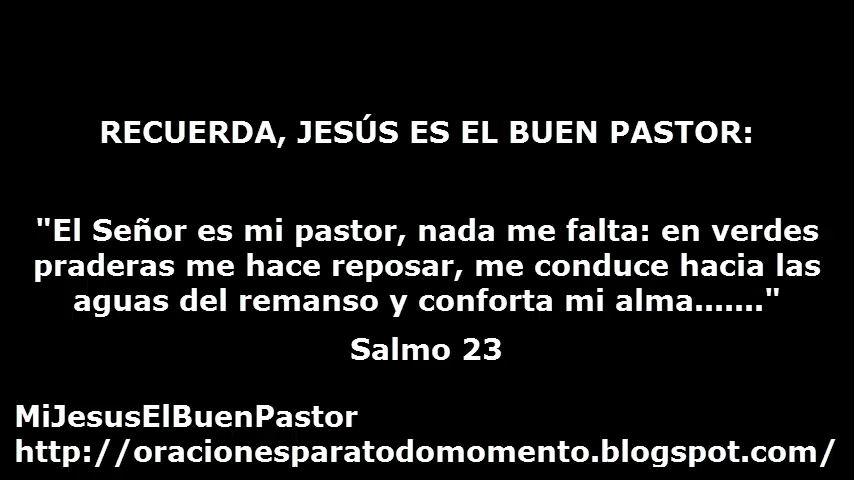 RECUERDA, JESÚS ES EL BUEN PASTOR:
"El Señor es mi pastor, nada me falta: en verdes
praderas me hace reposar, me conduce hacia las
aguas del remanso y conforta mi alma......."
Salmo 23
MiJesusElBuenPastor
http://oracionesparatodomomento.blogspot.com/